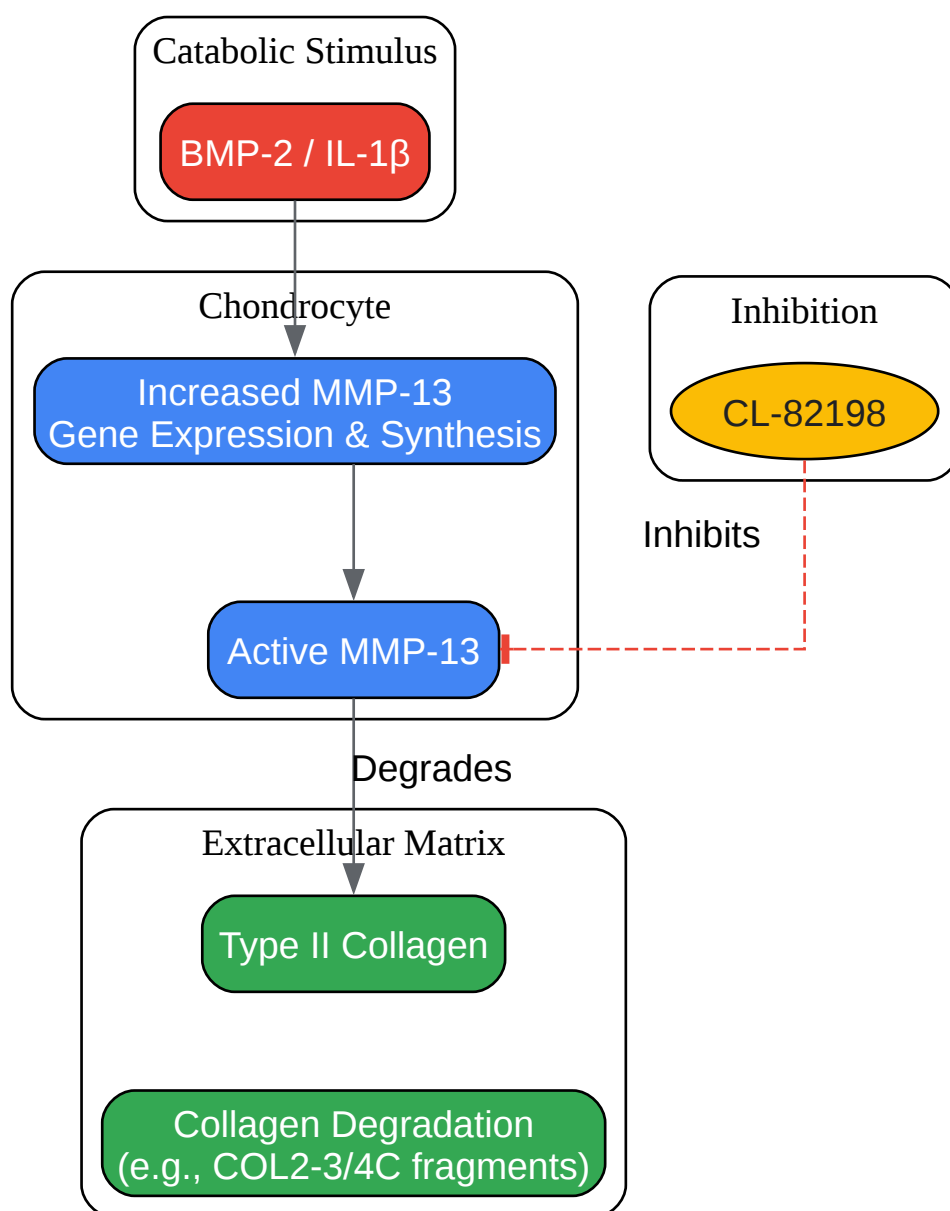 Catabolic Stimulus
BMP-2 / IL-1β
Chondrocyte
Increased MMP-13
Gene Expression & Synthesis
Inhibition
CL-82198
Inhibits
Active MMP-13
Degrades
Extracellular Matrix
Type II Collagen
Collagen Degradation
(e.g., COL2-3/4C fragments)